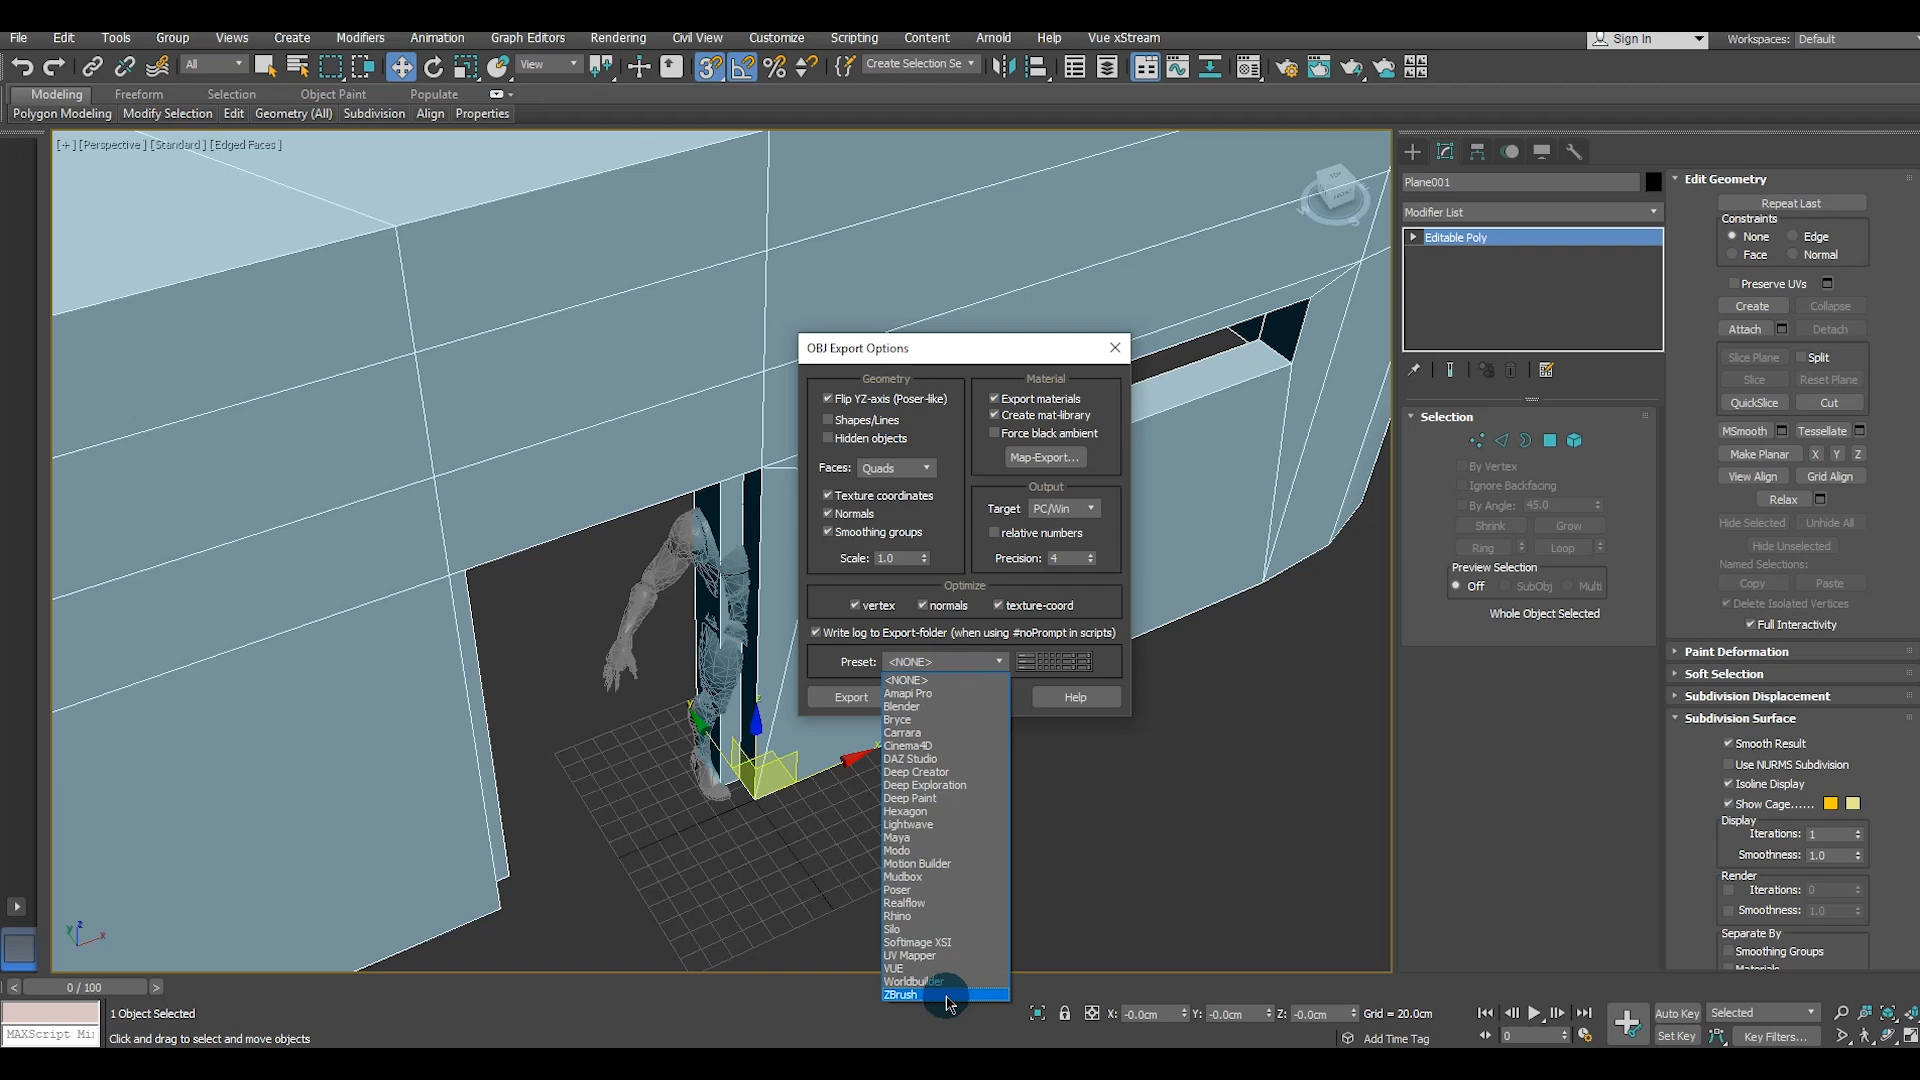 File Edit Tools Group Views Create Modifiers Animation Graph Editors Rendering Civil View Customize Scripting Content Arnold Help Vue xStream Sign In Workspaces: Default
All View Create Selection Se
Modeling Freeform Selection Object Paint Populate
Polygon Modeling Modify Selection Edit Geometry (All) Subdivision Align Properties
[+] [Perspective] [Standard] [Edged Faces]
TOP
FRONT
OBJ Export Options
Geometry
Flip YZ-axis (Poser-like)
Shapes/Lines
Hidden objects
Faces: Quads
Texture coordinates
Normals
Smoothing groups
Scale: 1.0
Material
Export materials
Create mat-library
Force black ambient
Map-Export...
Output
Target PC/Win
relative numbers
Precision: 4
Optimize
vertex normals texture-coord
Write log to Export-folder (when using #noPrompt in scripts)
Preset: <NONE>
Export Help
<NONE>
Amapi Pro
Blender
Bryce
Carrara
Cinema4D
DAZ Studio
Deep Creator
Deep Exploration
Deep Paint
Hexagon
Lightwave
Maya
Modo
Motion Builder
Mudbox
Poser
Realflow
Rhino
Silo
Softimage XSI
UV Mapper
VUE
Worldbuilder
ZBrush
z
y
x
z
y
x
Plane001
Modifier List
Editable Poly
Selection
By Vertex
Ignore Backfacing
By Angle: 45.0
Shrink Grow
Ring Loop
Preview Selection
Off SubObj Multi
Whole Object Selected
Edit Geometry
Repeat Last
Constraints
None Edge
Face Normal
Preserve UVs
Create Collapse
Attach Detach
Slice Plane Split
Slice Reset Plane
QuickSlice Cut
MSmooth Tessellate
Make Planar X Y Z
View Align Grid Align
Relax
Hide Selected Unhide All
Hide Unselected
Named Selections:
Copy Paste
Delete Isolated Vertices
Full Interactivity
Paint Deformation
Soft Selection
Subdivision Displacement
Subdivision Surface
Smooth Result
Use NURMS Subdivision
Isoline Display
Show Cage......
Display
Iterations: 1
Smoothness: 1.0
Render
Iterations: 0
Smoothness: 1.0
Separate By
Smoothing Groups
Materials
< 0 / 100 >
1 Object Selected
MAXScript Mi
Click and drag to select and move objects
X: -0.0cm Y: -0.0cm Z: -0.0cm Grid = 20.0cm
Add Time Tag
0
Auto Key Selected
Set Key Key Filters...